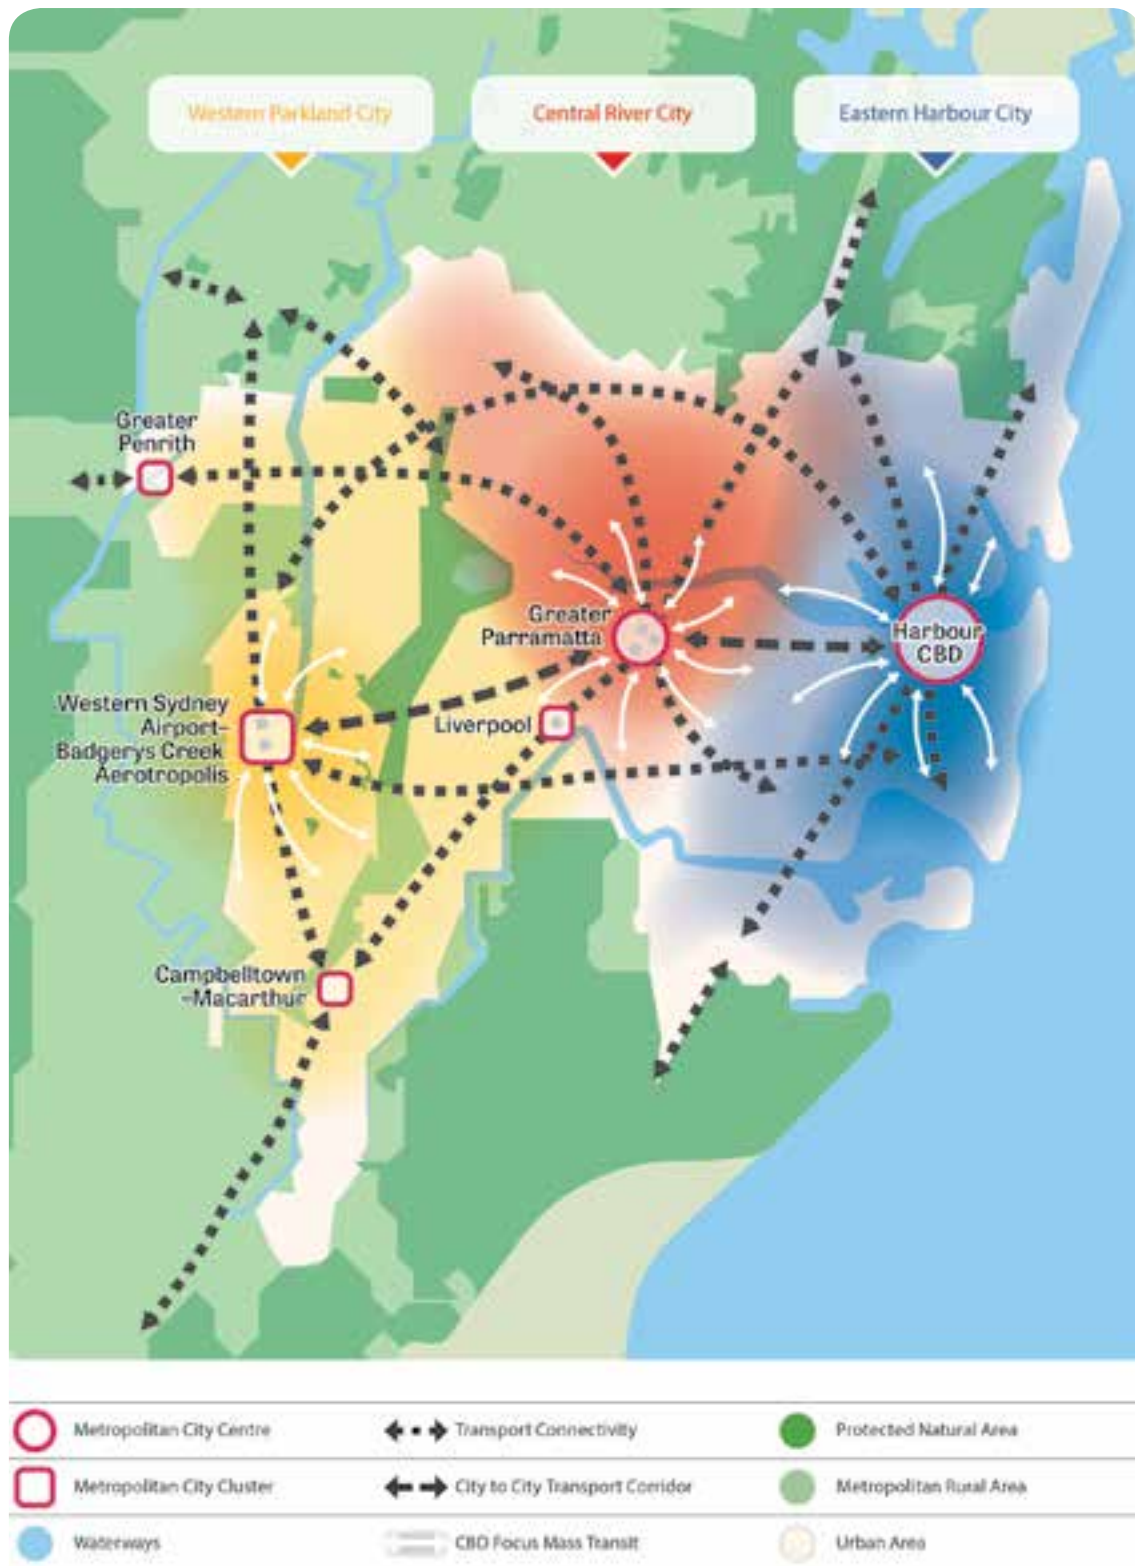 Western Parkland City
Central River City
Eastern Harbour City
Greater
Penrith
Greater
Parramatta
Harbour
CBD
Western Sydney
Airport–
Badgerys Creek
Aerotropolis
Liverpool
Campbelltown
–Macarthur
Metropolitan City Centre
Transport Connectivity
Protected Natural Area
Metropolitan City Cluster
City to City Transport Corridor
Metropolitan Rural Area
Waterways
CBD Focus Mass Transit
Urban Area